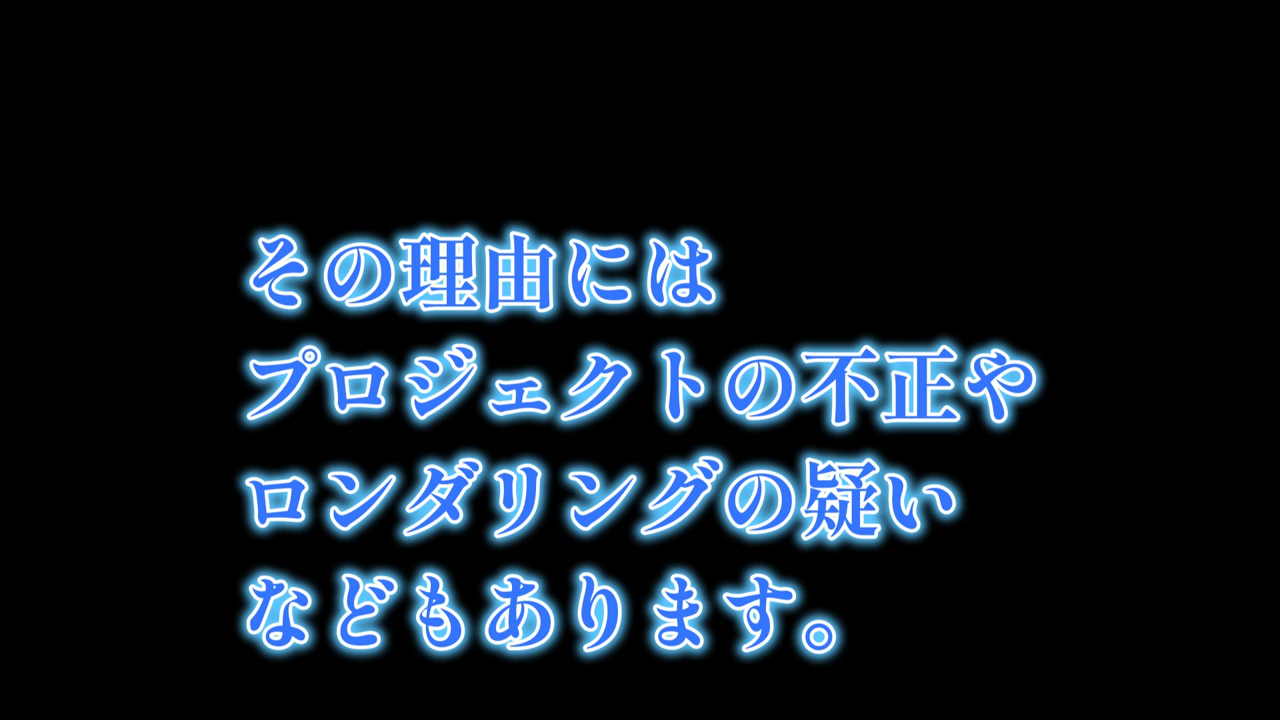 その理由には
プロジェクトの不正や
ロンダリングの疑い
などもあります。